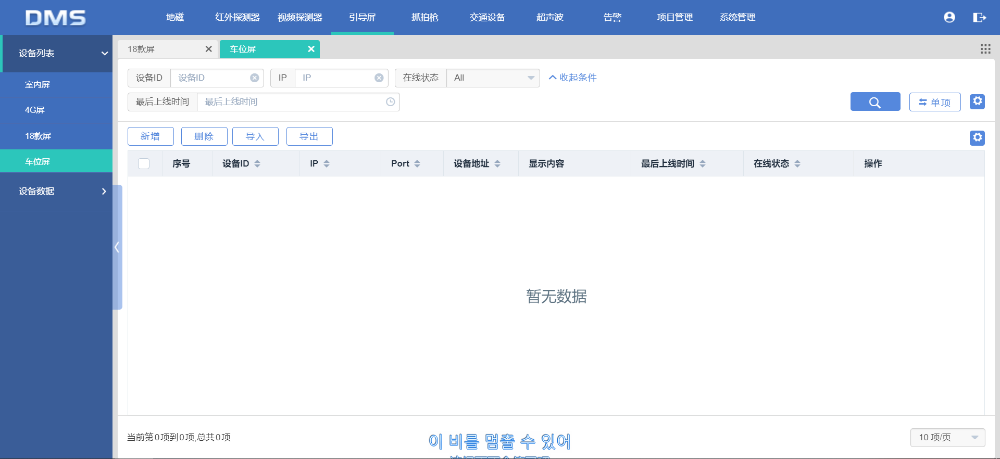 DMS 地磁 红外探测器 视频探测器 引导屏 抓拍枪 交通设备 超声波 告警 项目管理 系统管理
设备列表
室内屏
4G屏
18款屏
车位屏
设备数据
18款屏 车位屏
设备ID 设备ID IP IP 在线状态 All 收起条件
最后上线时间 最后上线时间 单项
新增 删除 导入 导出
序号 设备ID IP Port 设备地址 显示内容 最后上线时间 在线状态 操作
暂无数据
当前第0项到0项,总共0项 10 项/页
이 비를 멈출 수 있어